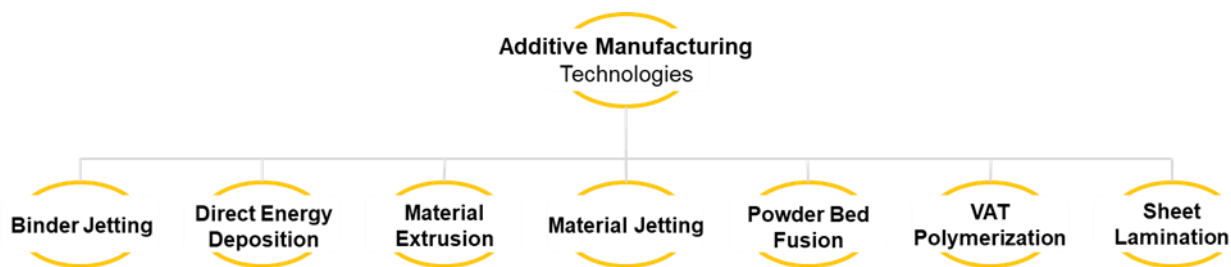 Additive Manufacturing
Technologies
Binder Jetting
Direct Energy
Deposition
Material
Extrusion
Material Jetting
Powder Bed
Fusion
VAT
Polymerization
Sheet
Lamination